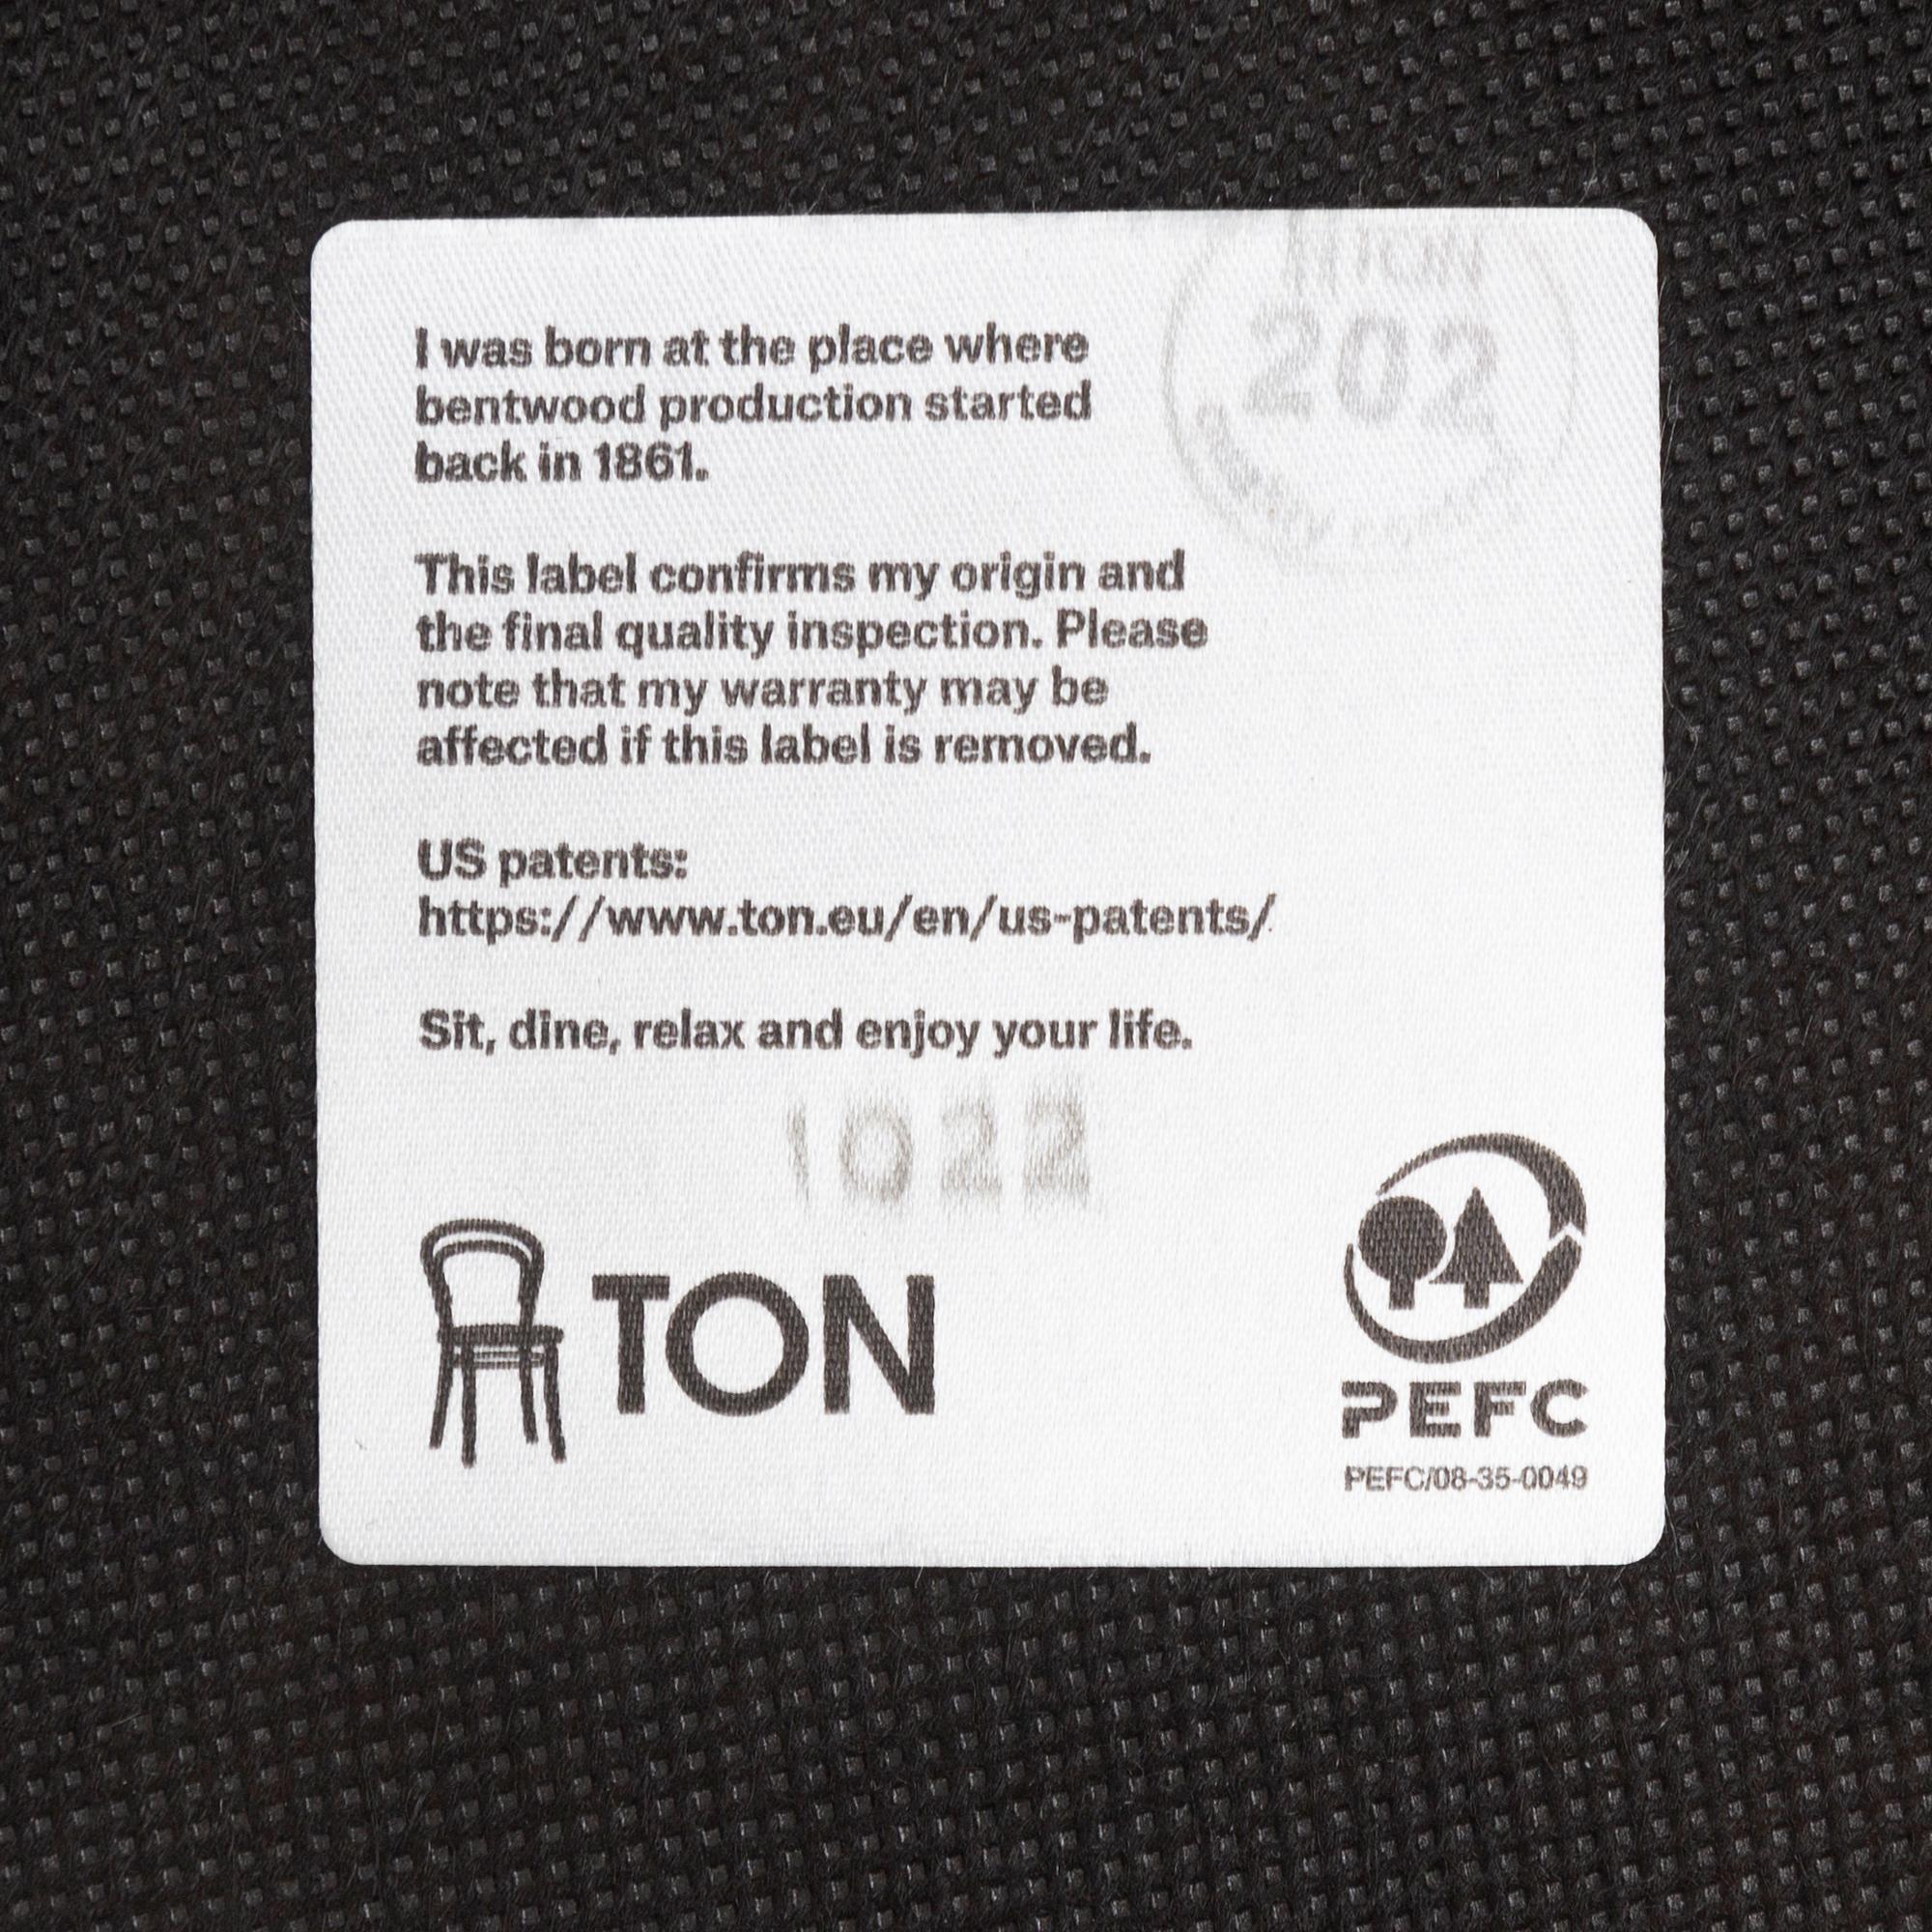 202
I was born at the place where
bentwood production started
back in 1861.
This label confirms my origin and
the final quality inspection. Please
note that my warranty may be
affected if this label is removed.
US patents:
https://www.ton.eu/en/us-patents/
Sit, dine, relax and enjoy your life.
1022
TON
PEFC
PEFC/08-35-0049